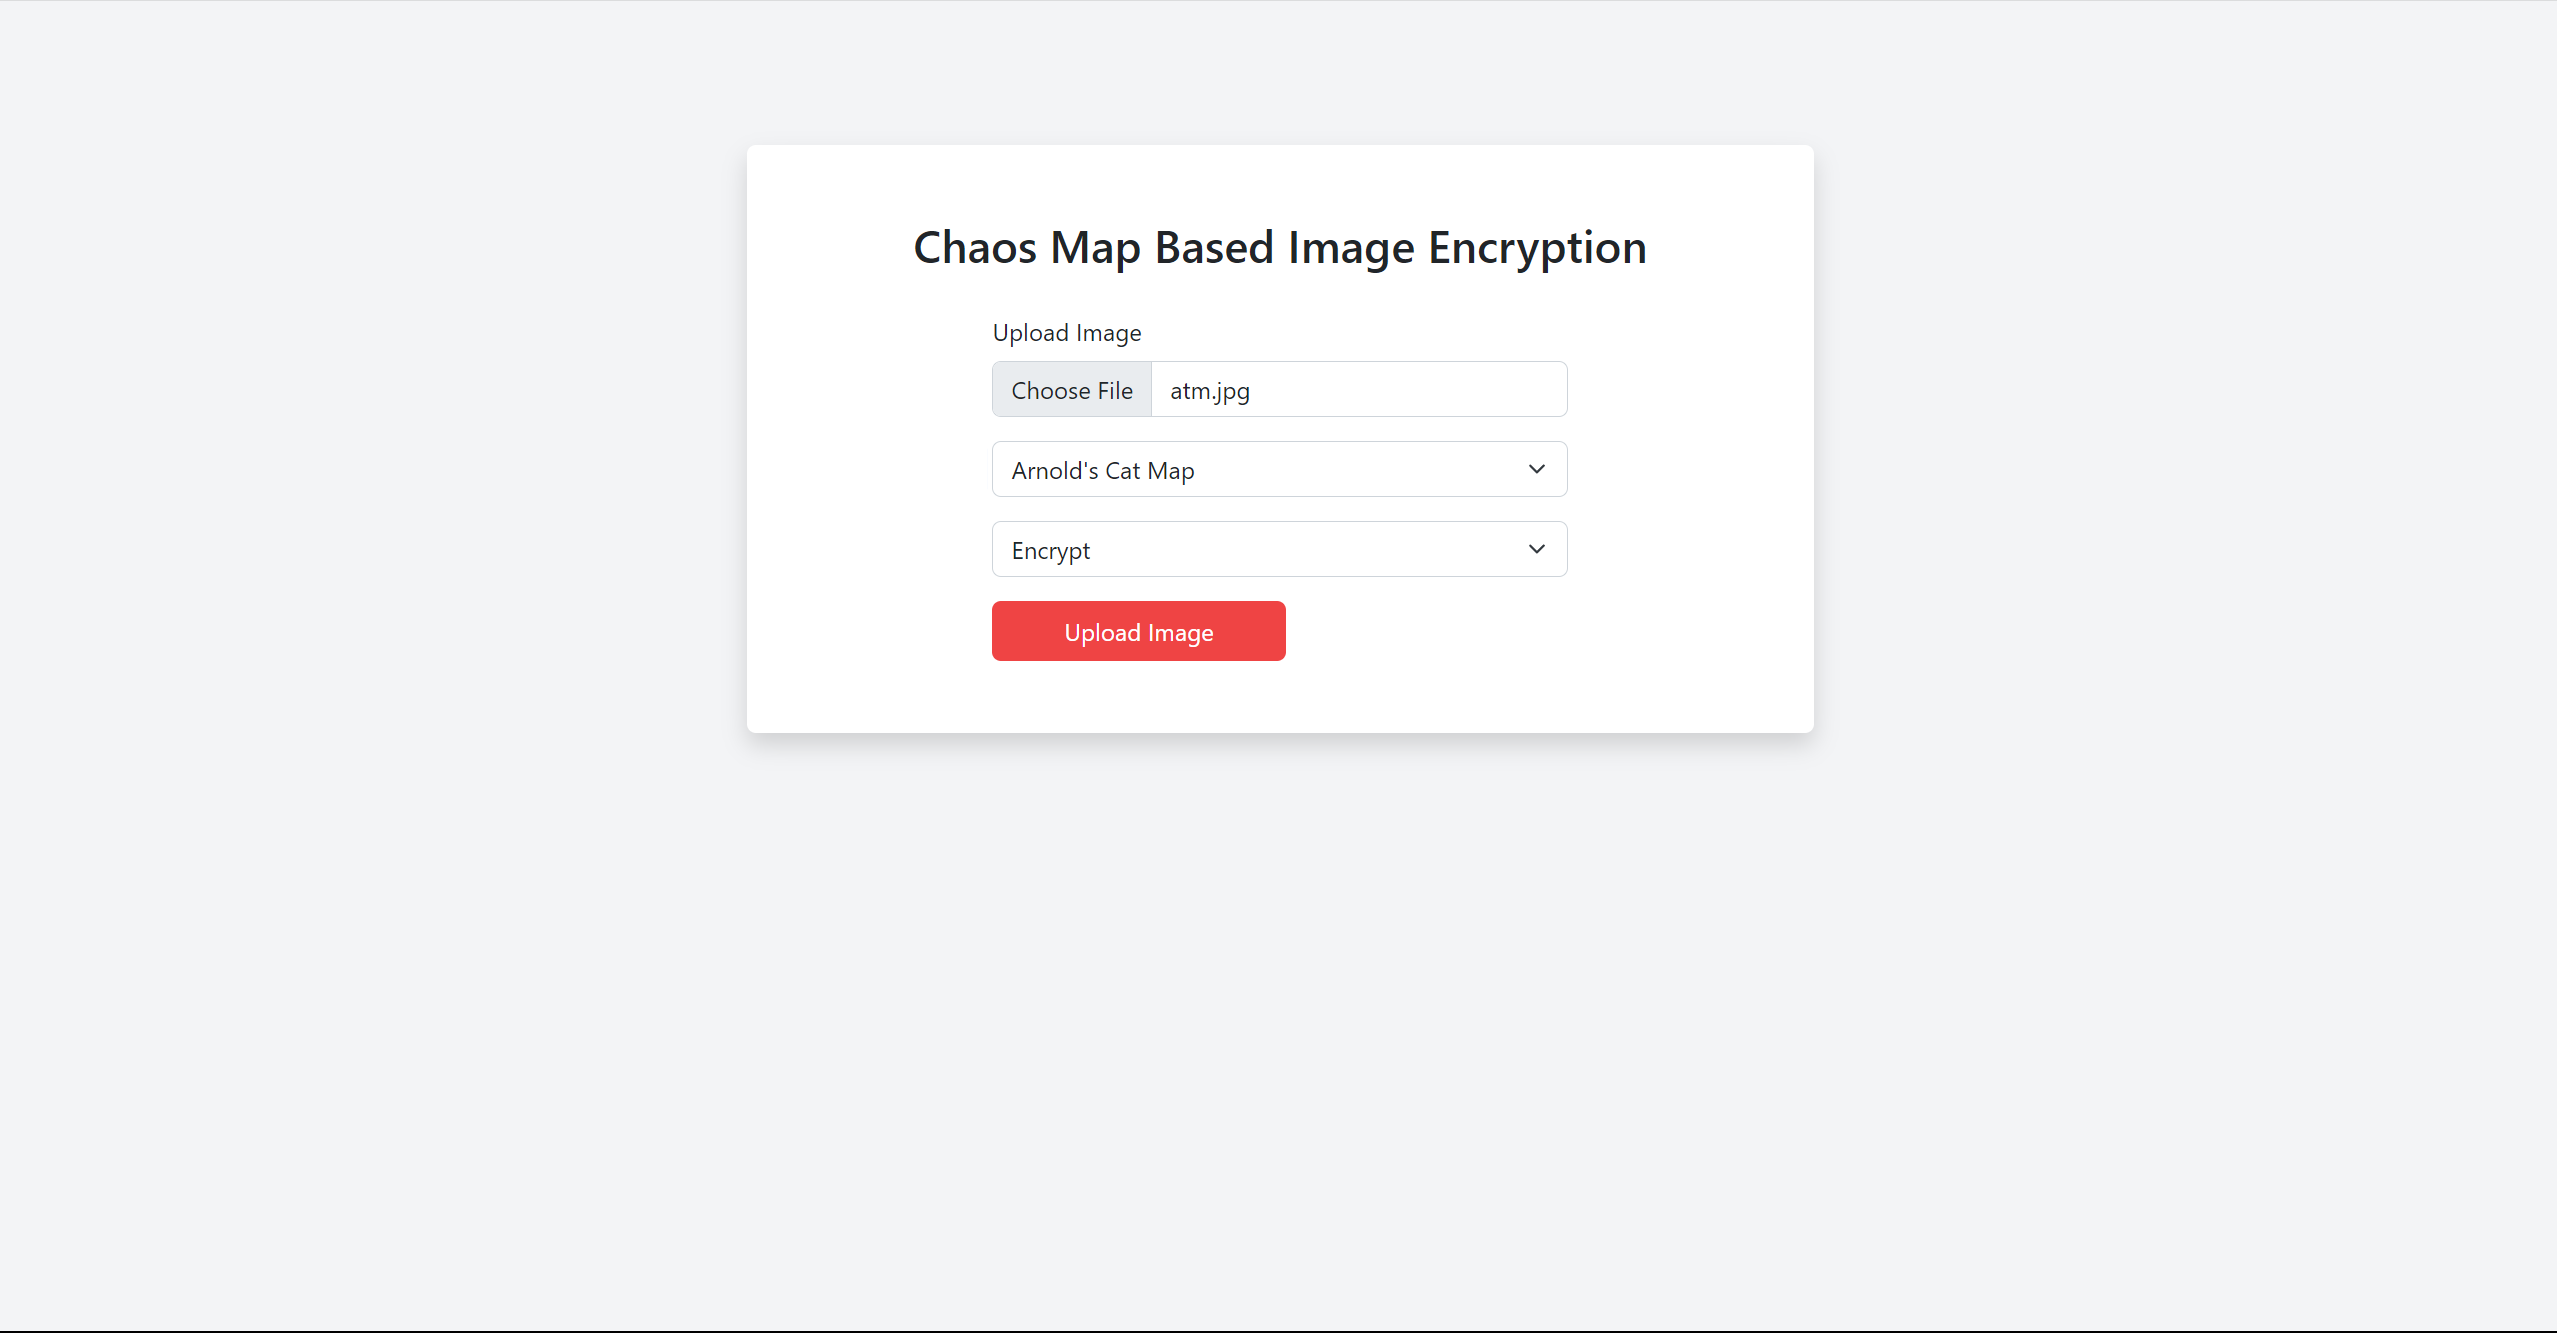 Chaos Map Based Image Encryption
Upload Image
Choose File atm.jpg
Arnold's Cat Map
Encrypt
Upload Image